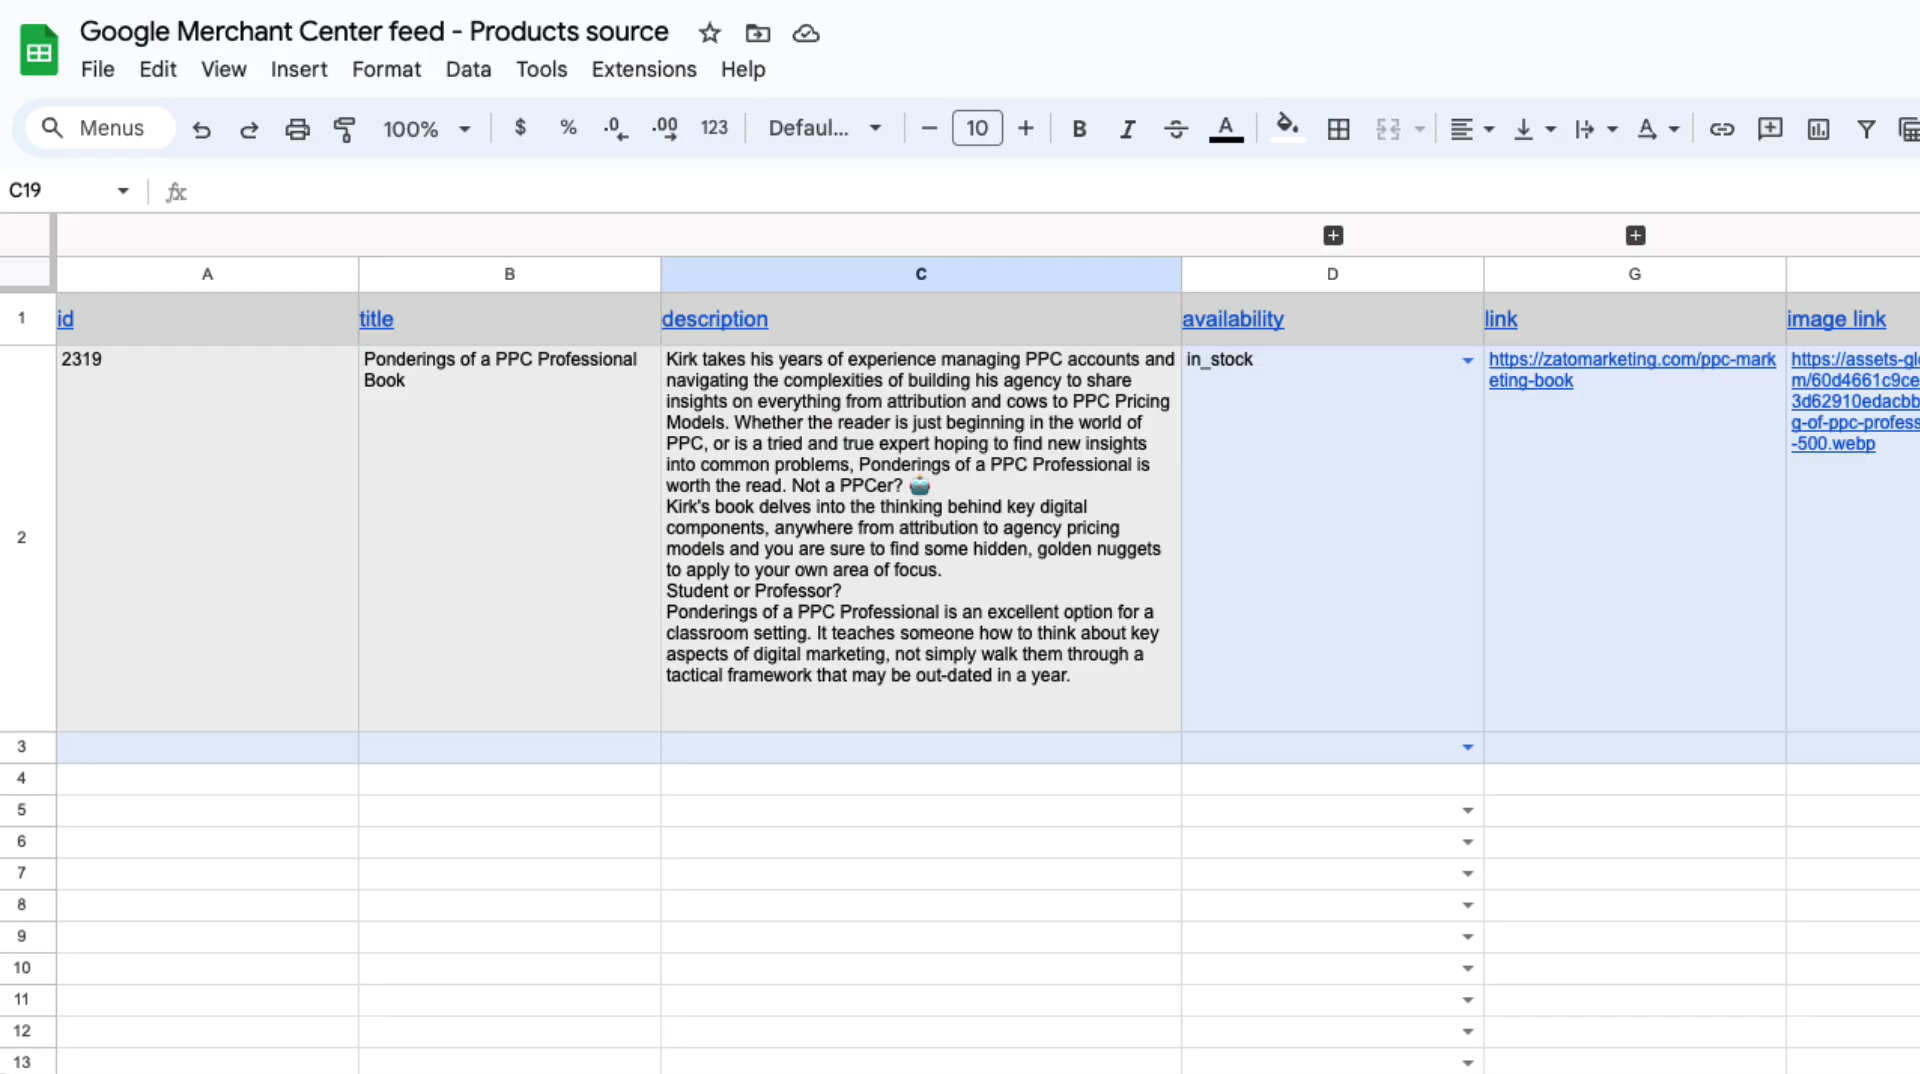 Google Merchant Center feed - Products source
File Edit View Insert Format Data Tools Extensions Help
Menus 100% $ % .0 .00 123 Defaul... 10 B I A A
C19 fx
A B C D G
1 id title description availability link image link
2 2319
Ponderings of a PPC Professional
Book
Kirk takes his years of experience managing PPC accounts and
navigating the complexities of building his agency to share
insights on everything from attribution and cows to PPC Pricing
Models. Whether the reader is just beginning in the world of
PPC, or is a tried and true expert hoping to find new insights
into common problems, Ponderings of a PPC Professional is
worth the read. Not a PPCer? 🤖
Kirk's book delves into the thinking behind key digital
components, anywhere from attribution to agency pricing
models and you are sure to find some hidden, golden nuggets
to apply to your own area of focus.
Student or Professor?
Ponderings of a PPC Professional is an excellent option for a
classroom setting. It teaches someone how to think about key
aspects of digital marketing, not simply walk them through a
tactical framework that may be out-dated in a year.
in_stock
https://zatomarketing.com/ppc-mark
eting-book
https://assets-gl
m/60d4661c9ce
3d62910edacbb
g-of-ppc-profess
-500.webp
3
4
5
6
7
8
9
10
11
12
13